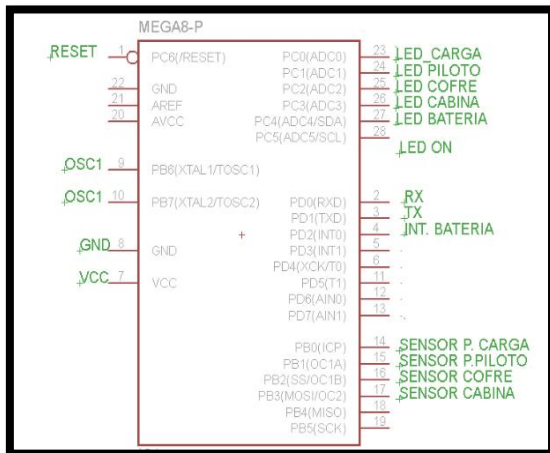 MEGA8-P
RESET 1 PC6(/RESET) PC0(ADC0) 23 LED_CARGA
PC1(ADC1) 24 LED PILOTO
22 GND PC2(ADC2) 25 LED COFRE
21 AREF PC3(ADC3) 26 LED CABINA
20 AVCC PC4(ADC4/SDA) 27 LED BATERIA
PC5(ADC5/SCL) 28
LED ON
OSC1 9 PB6(XTAL1/TOSC1)
OSC1 10 PB7(XTAL2/TOSC2) PD0(RXD) 2 RX
PD1(TXD) 3 TX
PD2(INT0) 4 INT. BATERIA
GND 8 GND PD3(INT1) 5
PD4(XCK/T0) 6
VCC 7 VCC PD5(T1) 11
PD6(AIN0) 12
PD7(AIN1) 13
PB0(ICP) 14 SENSOR P. CARGA
PB1(OC1A) 15 SENSOR P.PILOTO
PB2(SS/OC1B) 16 SENSOR COFRE
PB3(MOSI/OC2) 17 SENSOR CABINA
PB4(MISO) 18
PB5(SCK) 19